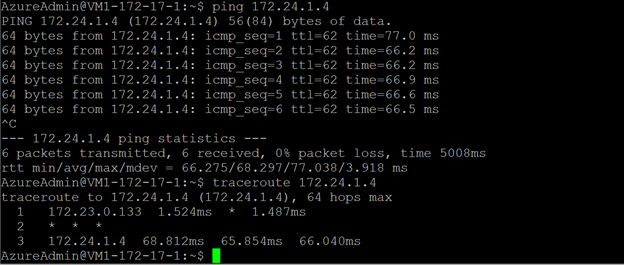 AzureAdmin@VM1-172-17-1:~$ ping 172.24.1.4
PING 172.24.1.4 (172.24.1.4) 56(84) bytes of data.
64 bytes from 172.24.1.4: icmp_seq=1 ttl=62 time=77.0 ms
64 bytes from 172.24.1.4: icmp_seq=2 ttl=62 time=66.2 ms
64 bytes from 172.24.1.4: icmp_seq=3 ttl=62 time=66.2 ms
64 bytes from 172.24.1.4: icmp_seq=4 ttl=62 time=66.9 ms
64 bytes from 172.24.1.4: icmp_seq=5 ttl=62 time=66.6 ms
64 bytes from 172.24.1.4: icmp_seq=6 ttl=62 time=66.5 ms
^C
--- 172.24.1.4 ping statistics ---
6 packets transmitted, 6 received, 0% packet loss, time 5008ms
rtt min/avg/max/mdev = 66.275/68.297/77.038/3.918 ms
AzureAdmin@VM1-172-17-1:~$ traceroute 172.24.1.4
traceroute to 172.24.1.4 (172.24.1.4), 64 hops max
1 172.23.0.133 1.524ms * 1.487ms
2 * * *
3 172.24.1.4 68.812ms 65.854ms 66.040ms
AzureAdmin@VM1-172-17-1:~$